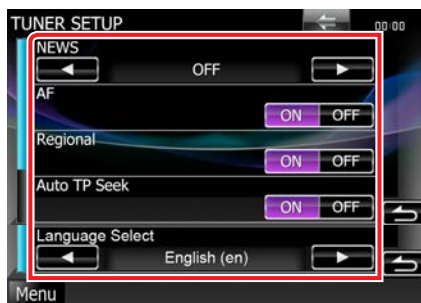 TUNER SETUP
00:00
NEWS
OFF
AF
ON OFF
Regional
ON OFF
Auto TP Seek
ON OFF
Language Select
English (en)
Menu